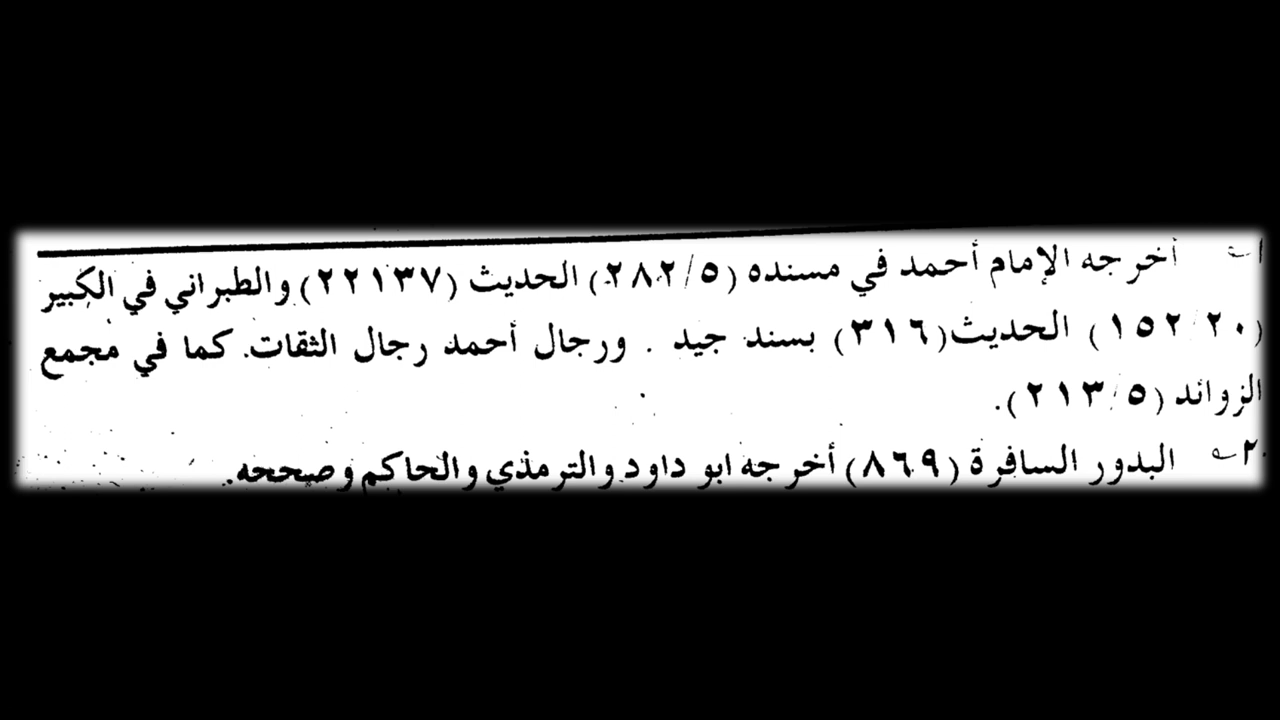 ١- أخرجه الإمام أحمد في مسنده (٢٨٢/٥) الحديث (٢٢١٣٧) والطبراني في الكبير
(١٥٢/٢٠) الحديث(٣١٦) بسند جيد . ورجال أحمد رجال الثقات. كما في مجمع
الزوائد (٢١٣/٥).
٢- البدور السافرة (٨٦٩) أخرجه ابو داود والترمذي والحاكم وصححه.